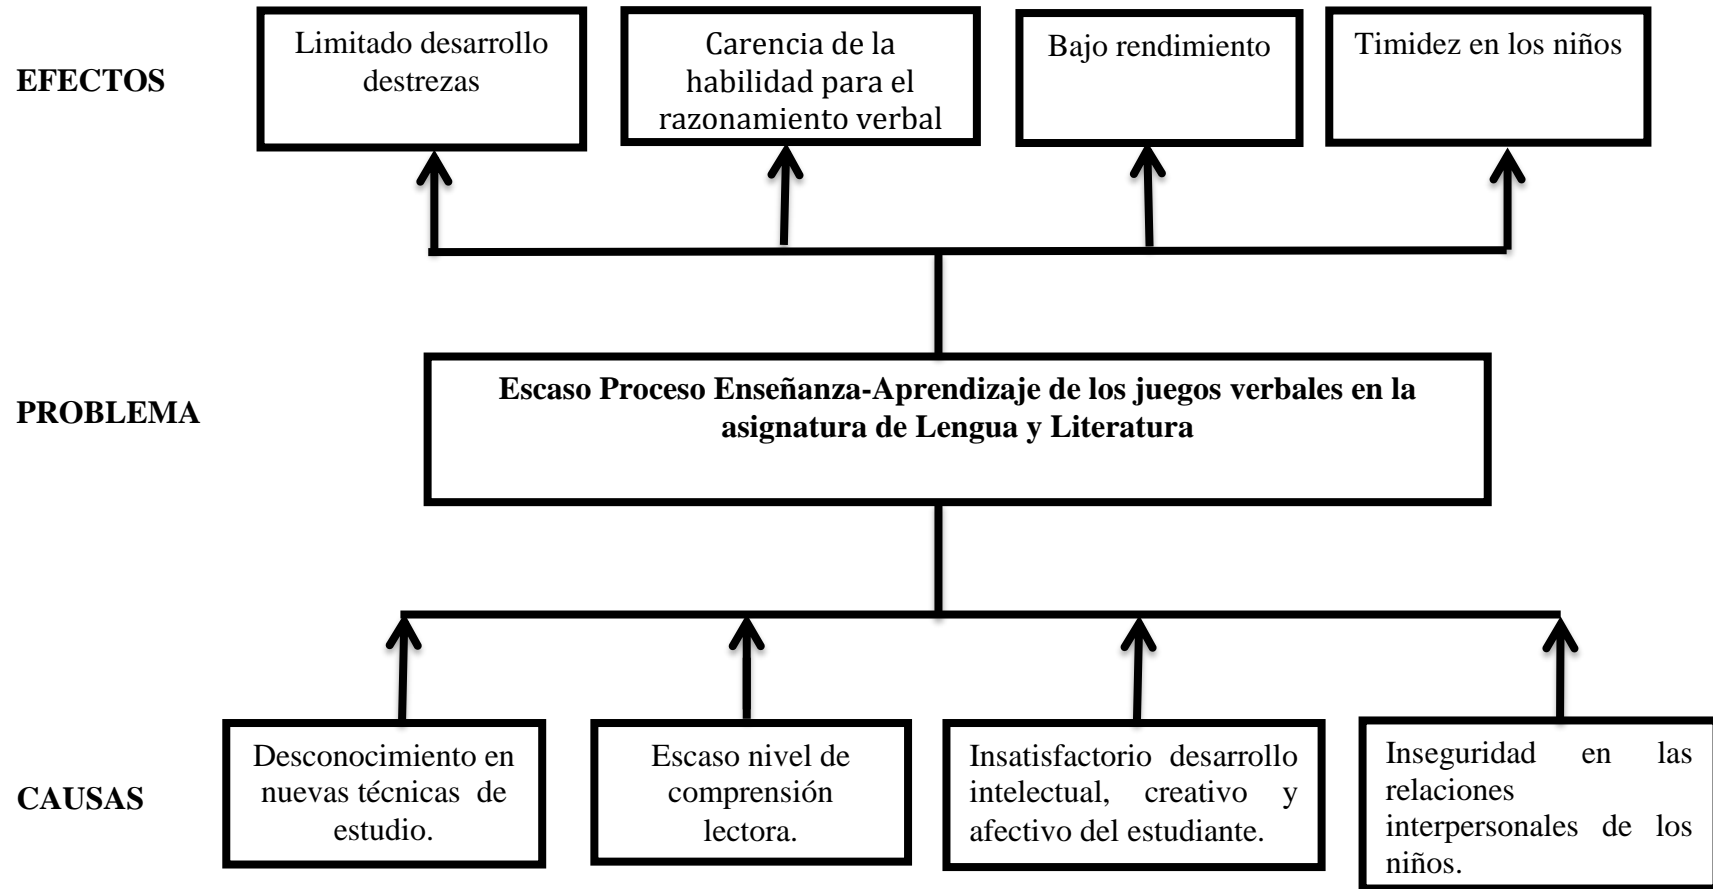 EFECTOS
Limitado desarrollo
destrezas
Carencia de la
habilidad para el
razonamiento verbal
Bajo rendimiento
Timidez en los niños
PROBLEMA
Escaso Proceso Enseñanza-Aprendizaje de los juegos verbales en la
asignatura de Lengua y Literatura
CAUSAS
Desconocimiento en
nuevas técnicas de
estudio.
Escaso nivel de
comprensión
lectora.
Insatisfactorio desarrollo
intelectual, creativo y
afectivo del estudiante.
Inseguridad en las
relaciones
interpersonales de los
niños.